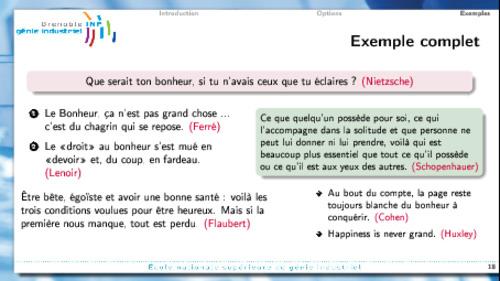 Introduction
Options
Exemples
Grenoble INP
génie industriel
Exemple complet
Que serait ton bonheur, si tu n'avais ceux que tu éclaires ? (Nietzsche)
1 Le Bonheur, ça n'est pas grand chose ...
c'est du chagrin qui se repose. (Ferré)
2 Le «droit» au bonheur s'est mué en
«devoir» et, du coup, en fardeau.
(Lenoir)
Être bête, égoïste et avoir une bonne santé : voilà les
trois conditions voulues pour être heureux. Mais si la
première nous manque, tout est perdu. (Flaubert)
Ce que quelqu'un possède pour soi, ce qui
l'accompagne dans la solitude et que personne ne
peut lui donner ni lui prendre, voilà qui est
beaucoup plus essentiel que tout ce qu'il possède
ou ce qu'il est aux yeux des autres. (Schopenhauer)
Au bout du compte, la page reste
toujours blanche du bonheur à
conquérir. (Cohen)
Happiness is never grand. (Huxley)
École nationale supérieure de génie industriel
18